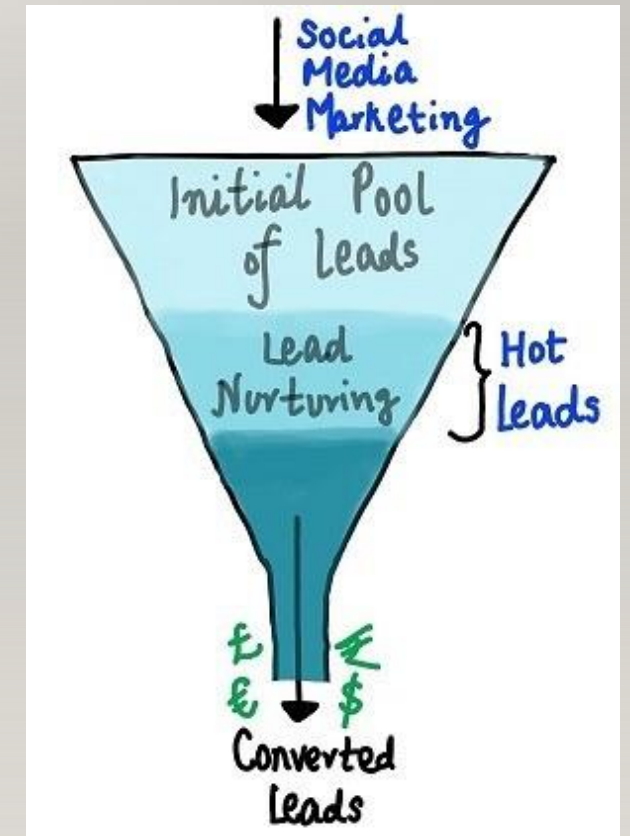 Social
Media
Marketing
Initial Pool
of Leads
Lead
Nurturing
Hot
Leads
£ ₹
€ $
Converted
Leads